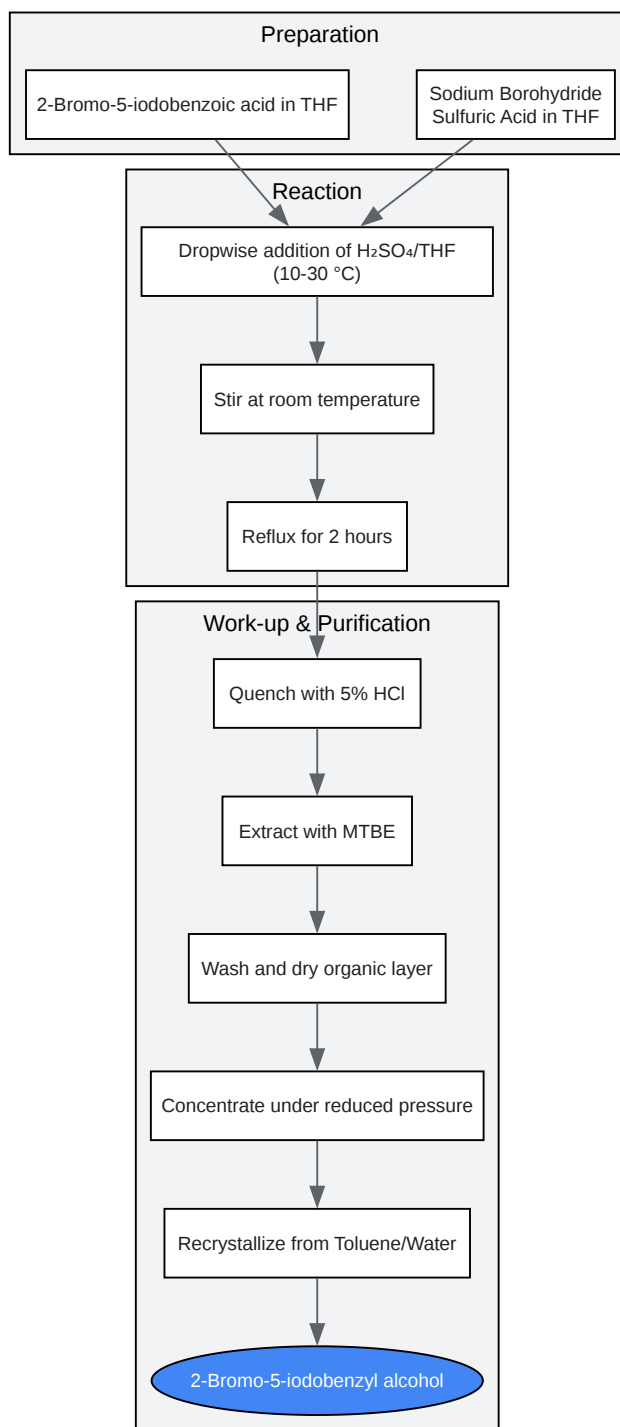 Preparation
2-Bromo-5-iodobenzoic acid in THF
Sodium Borohydride
Sulfuric Acid in THF
Reaction
Dropwise addition of H₂SO₄/THF
(10-30 °C)
Stir at room temperature
Reflux for 2 hours
Work-up & Purification
Quench with 5% HCl
Extract with MTBE
Wash and dry organic layer
Concentrate under reduced pressure
Recrystallize from Toluene/Water
2-Bromo-5-iodobenzyl alcohol